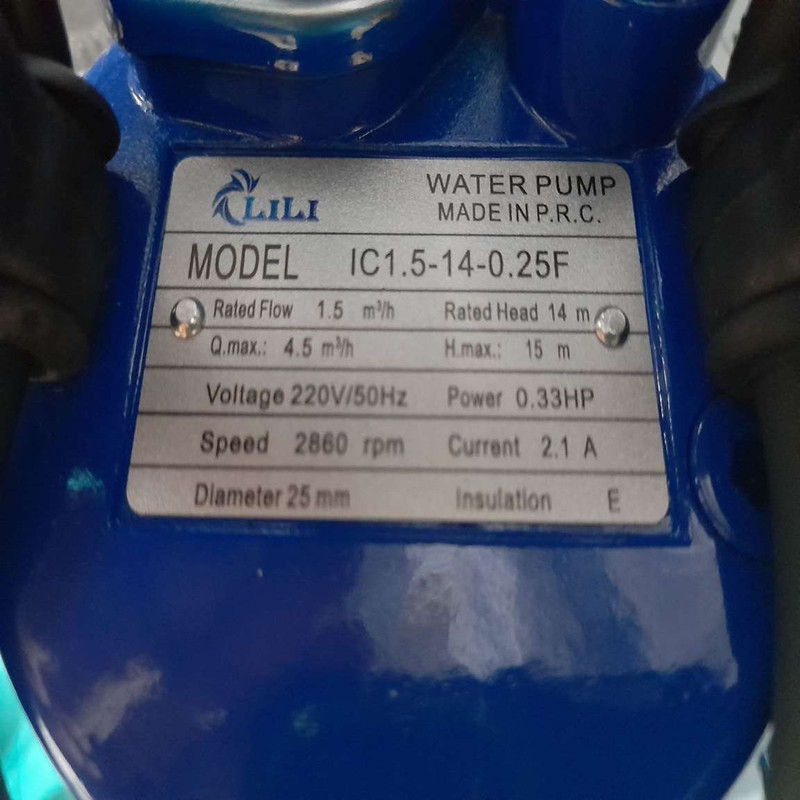 LILI
WATER PUMP
MADE IN P.R.C.
MODEL IC1.5-14-0.25F
Rated Flow 1.5 m³/h Rated Head 14 m
Q.max.: 4.5 m³/h H.max.: 15 m
Voltage 220V/50Hz Power 0.33HP
Speed 2860 rpm Current 2.1 A
Diameter 25 mm Insulation E